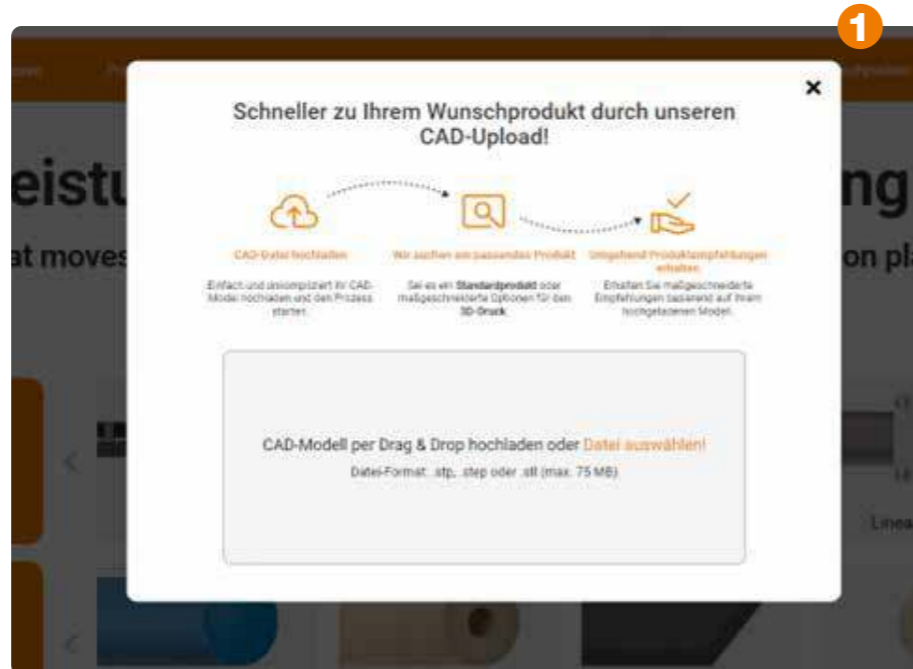 1
Schneller zu Ihrem Wunschprodukt durch unseren
CAD-Upload!
CAD-Datei hochladen
Wir suchen ein passendes Produkt
Umgehend Produktempfehlungen
erhalten
Einfach und unkompliziert Ihr CAD-
Modell hochladen und den Prozess
starten.
Sei es ein Standardprodukt oder
maßgeschneiderte Optionen für den
3D-Druck.
Erhalten Sie maßgeschneiderte
Empfehlungen basierend auf Ihrem
hochgeladenen Modell.
CAD-Modell per Drag & Drop hochladen oder Datei auswählen!
Datei-Format: .stp, .step oder .stl (max. 75 MB)
eistu
ng
at moves
on pl
Linea